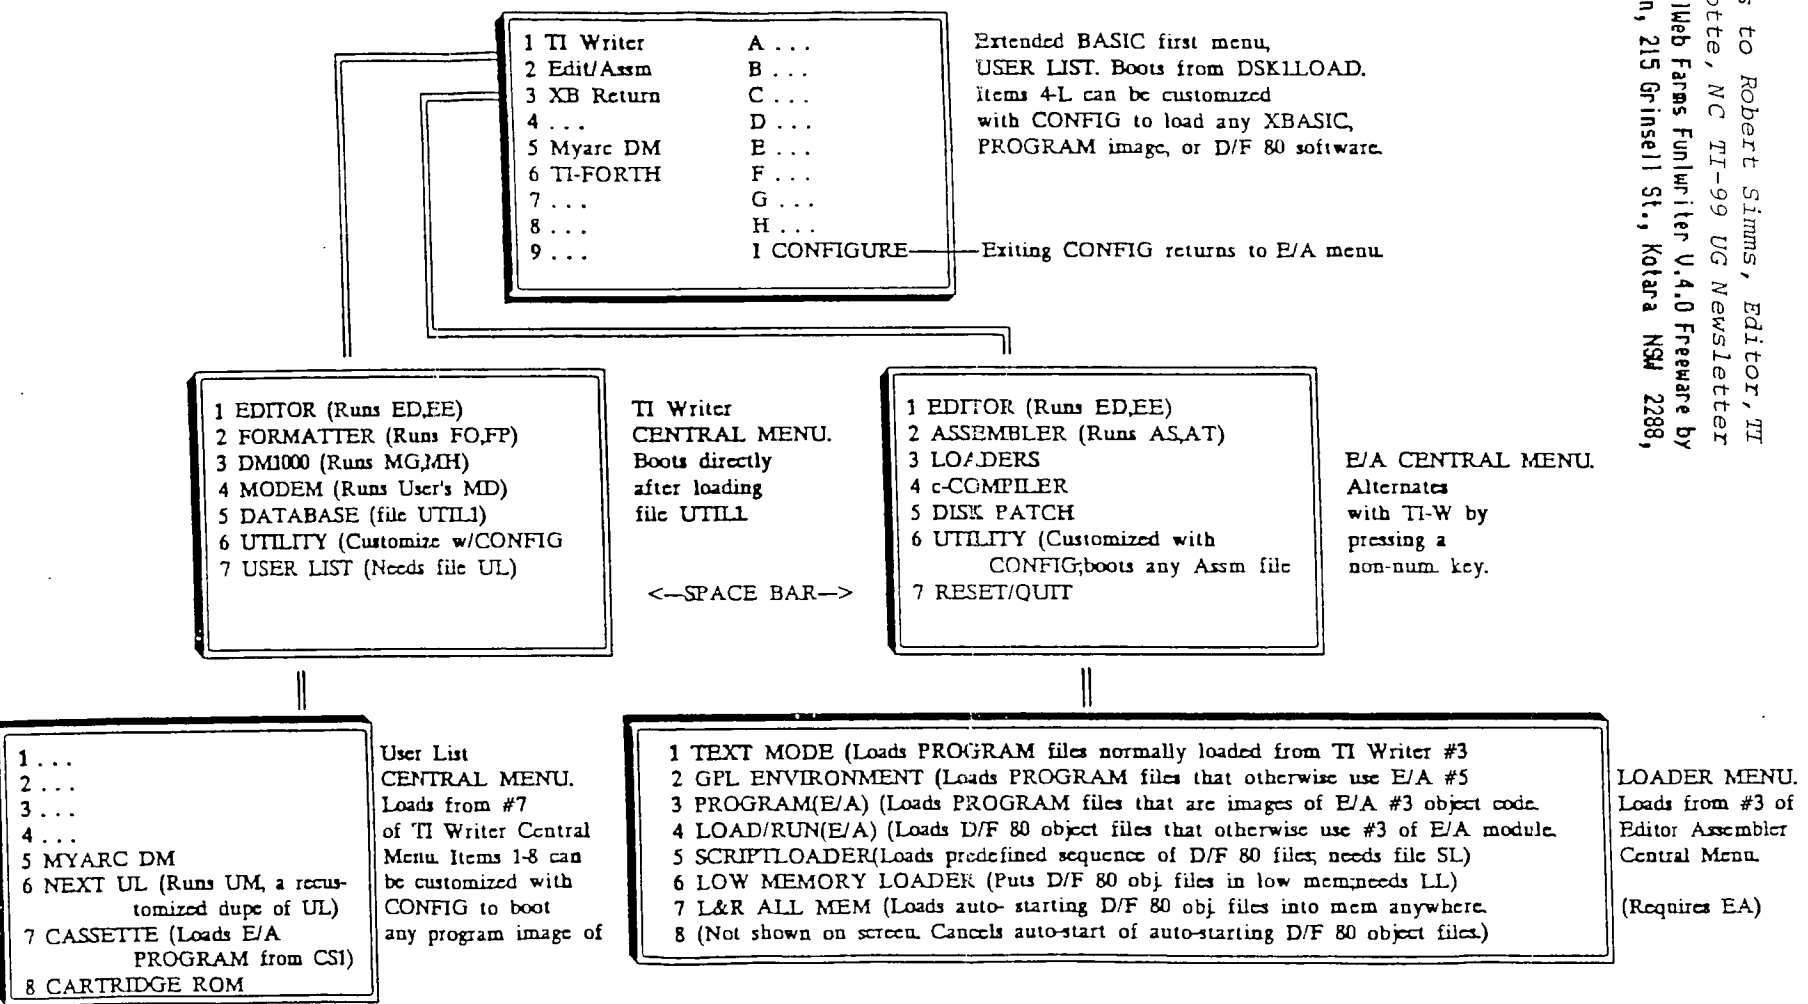 1 TI Writer
2 Edit/Assm
3 XB Return
4 ...
5 Myarc DM
6 TI-FORTH
7 ...
8 ...
9 ...
A ...
B ...
C ...
D ...
E ...
F ...
G ...
H ...
I CONFIGURE
Extended BASIC first menu,
USER LIST. Boots from DSK1.LOAD.
Items 4-L can be customized
with CONFIG to load any XBASIC,
PROGRAM image, or D/F 80 software.
Exiting CONFIG returns to E/A menu.
s to Robert Simms, Editor, TI
otte, NC TI-99 UG Newsletter
lWeb Farms Funlwriter V.4.0 Freeware by
n, 215 Grinsell St., Kotara NSW 2288,
1 EDITOR (Runs ED,EE)
2 FORMATTER (Runs FO,FP)
3 DM1000 (Runs MG,MH)
4 MODEM (Runs User's MD)
5 DATABASE (file UTIL1)
6 UTILITY (Customize w/CONFIG
7 USER LIST (Needs file UL)
TI Writer
CENTRAL MENU.
Boots directly
after loading
file UTIL1.
<--SPACE BAR-->
1 EDITOR (Runs ED,EE)
2 ASSEMBLER (Runs AS,AT)
3 LOADERS
4 c-COMPILER
5 DISK PATCH
6 UTILITY (Customized with
CONFIG;boots any Assm file
7 RESET/QUIT
E/A CENTRAL MENU.
Alternates
with TI-W by
pressing a
non-num. key.
1 ...
2 ...
3 ...
4 ...
5 MYARC DM
6 NEXT UL (Runs UM, a recus-
tomized dupe of UL)
7 CASSETTE (Loads E/A
PROGRAM from CS1)
8 CARTRIDGE ROM
User List
CENTRAL MENU.
Loads from #7
of TI Writer Central
Menu. Items 1-8 can
be customized with
CONFIG to boot
any program image of
1 TEXT MODE (Loads PROGRAM files normally loaded from TI Writer #3
2 GPL ENVIRONMENT (Loads PROGRAM files that otherwise use E/A #5
3 PROGRAM(E/A) (Loads PROGRAM files that are images of E/A #3 object code.
4 LOAD/RUN(E/A) (Loads D/F 80 object files that otherwise use #3 of E/A module.
5 SCRIPTLOADER(Loads predefined sequence of D/F 80 files; needs file SL)
6 LOW MEMORY LOADER (Puts D/F 80 obj. files in low mem;needs LL)
7 L&R ALL MEM (Loads auto- starting D/F 80 obj. files into mem anywhere.
8 (Not shown on screen. Cancels auto-start of auto-starting D/F 80 object files.)
LOADER MENU.
Loads from #3 of
Editor Assembler
Central Menu.
(Requires EA)